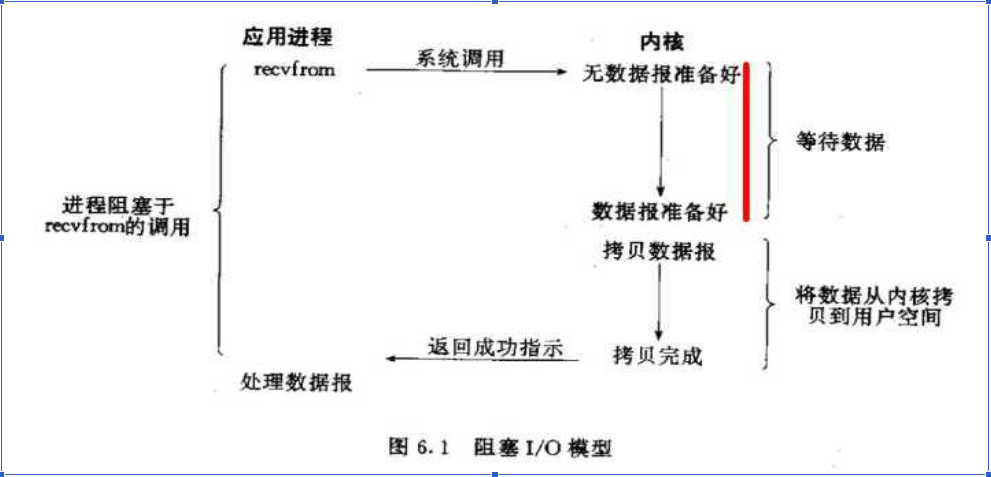 应用进程
内核
recvfrom
系统调用
无数据报准备好
等待数据
进程阻塞于
recvfrom的调用
数据报准备好
拷贝数据报
将数据从内核拷
贝到用户空间
返回成功指示
拷贝完成
处理数据报
图 6.1 阻塞 I/O 模型